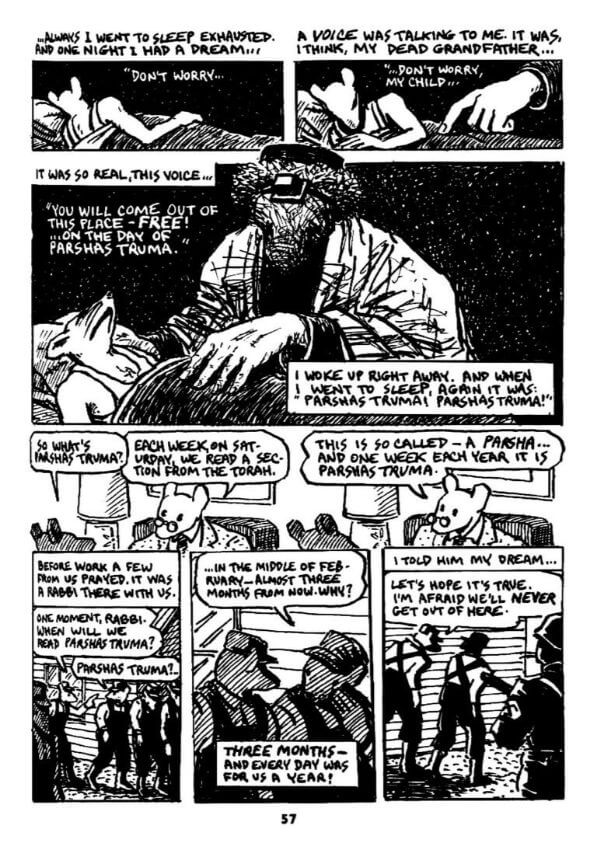 ...ALWAYS I WENT TO SLEEP EXHAUSTED.
AND ONE NIGHT I HAD A DREAM...
"DON'T WORRY...
A VOICE WAS TALKING TO ME. IT WAS,
I THINK, MY DEAD GRANDFATHER...
"...DON'T WORRY,
MY CHILD...
IT WAS SO REAL, THIS VOICE...
"YOU WILL COME OUT OF
THIS PLACE - FREE!
...ON THE DAY OF
PARSHAS TRUMA."
I WOKE UP RIGHT AWAY. AND WHEN
I WENT TO SLEEP, AGAIN IT WAS:
"PARSHAS TRUMA! PARSHAS TRUMA!"
SO WHAT'S
PARSHAS TRUMA?
EACH WEEK, ON SAT-
URDAY, WE READ A SEC-
TION FROM THE TORAH.
THIS IS SO CALLED - A PARSHA...
AND ONE WEEK EACH YEAR IT IS
PARSHAS TRUMA.
BEFORE WORK A FEW
FROM US PRAYED. IT WAS
A RABBI THERE WITH US.
ONE MOMENT, RABBI.
WHEN WILL WE
READ PARSHAS TRUMA?
PARSHAS TRUMA?..
...IN THE MIDDLE OF FEB-
RUARY - ALMOST THREE
MONTHS FROM NOW. WHY?
THREE MONTHS -
AND EVERY DAY WAS
FOR US A YEAR!
I TOLD HIM MY DREAM...
LET'S HOPE IT'S TRUE.
I'M AFRAID WE'LL NEVER
GET OUT OF HERE.
57